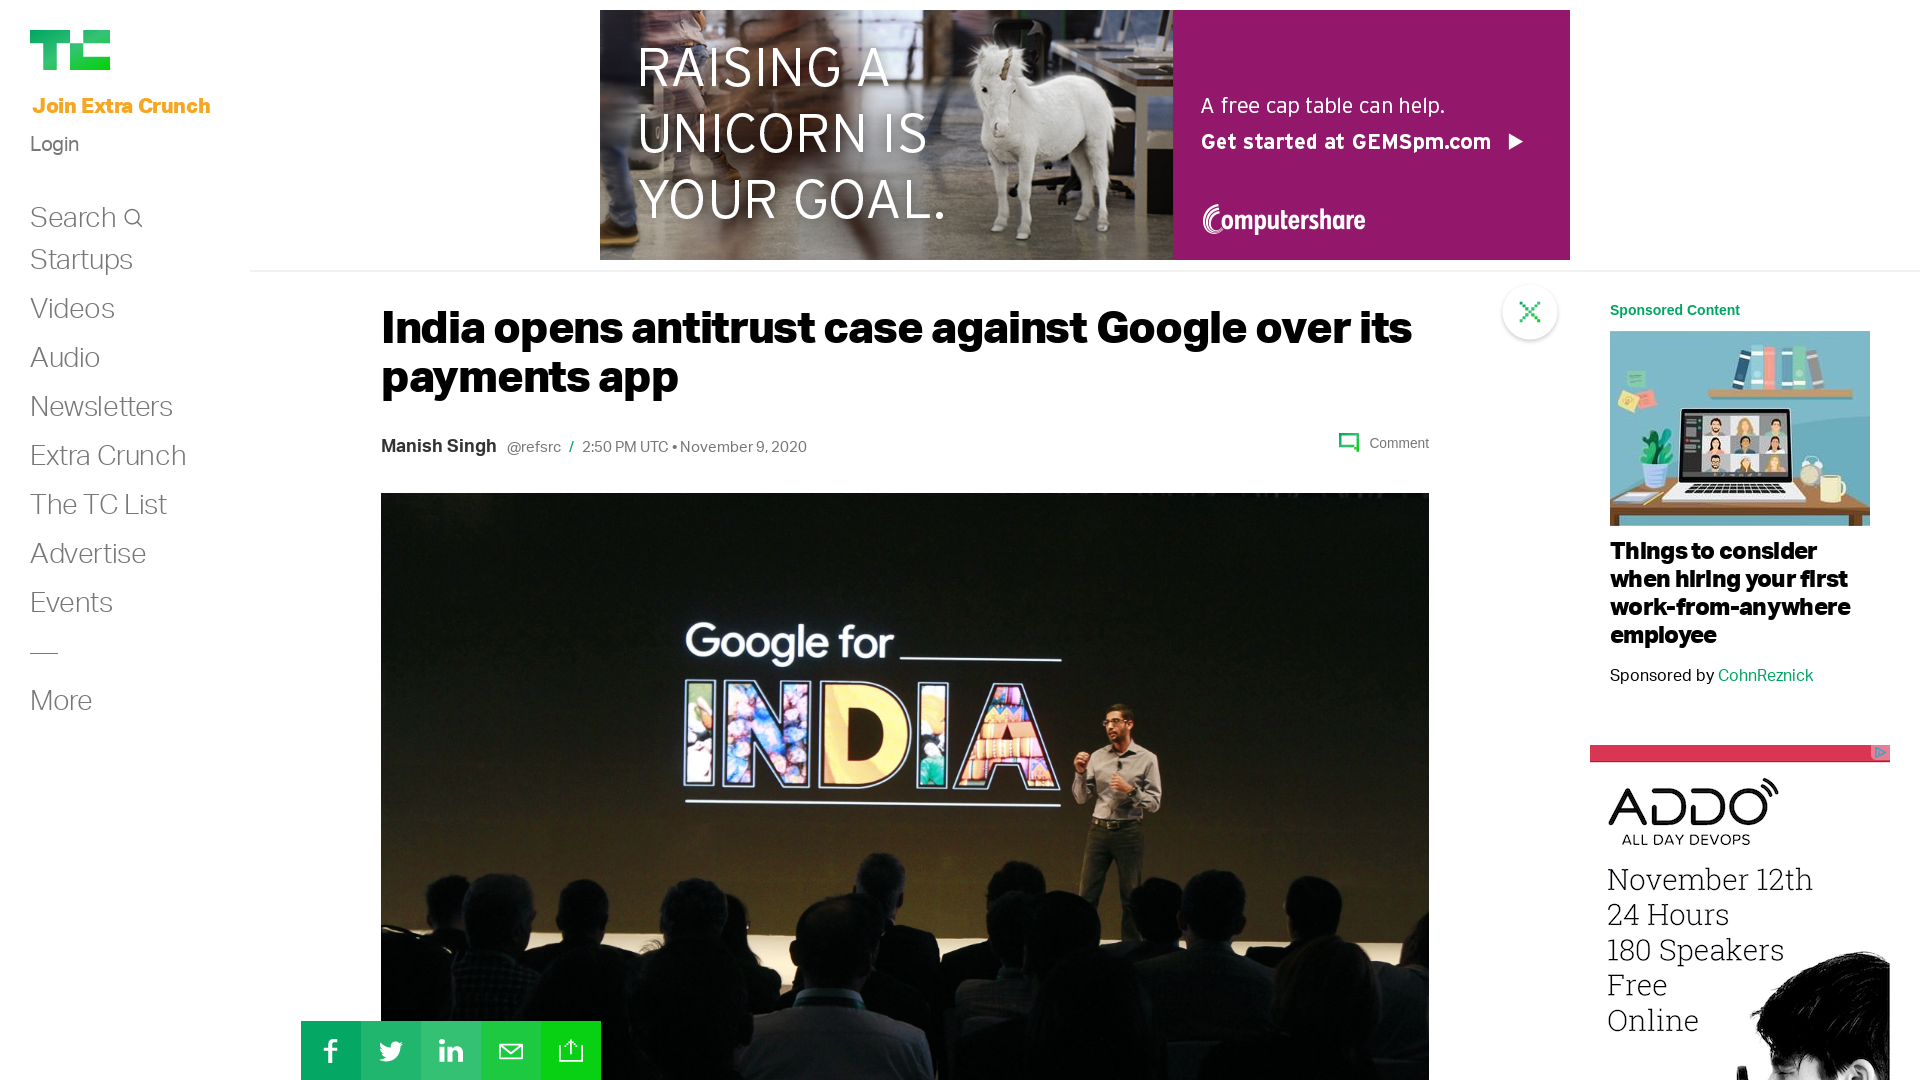 TC
Join Extra Crunch
Login
Search
Startups
Videos
Audio
Newsletters
Extra Crunch
The TC List
Advertise
Events
—
More
RAISING A
UNICORN IS
YOUR GOAL.
A free cap table can help.
Get started at GEMSpm.com
Computershare
India opens antitrust case against Google over its
payments app
Manish Singh @refsrc / 2:50 PM UTC • November 9, 2020
Comment
Google for
INDIA
Sponsored Content
Things to consider
when hiring your first
work-from-anywhere
employee
Sponsored by CohnReznick
ADDO
ALL DAY DEVOPS
November 12th
24 Hours
180 Speakers
Free
Online